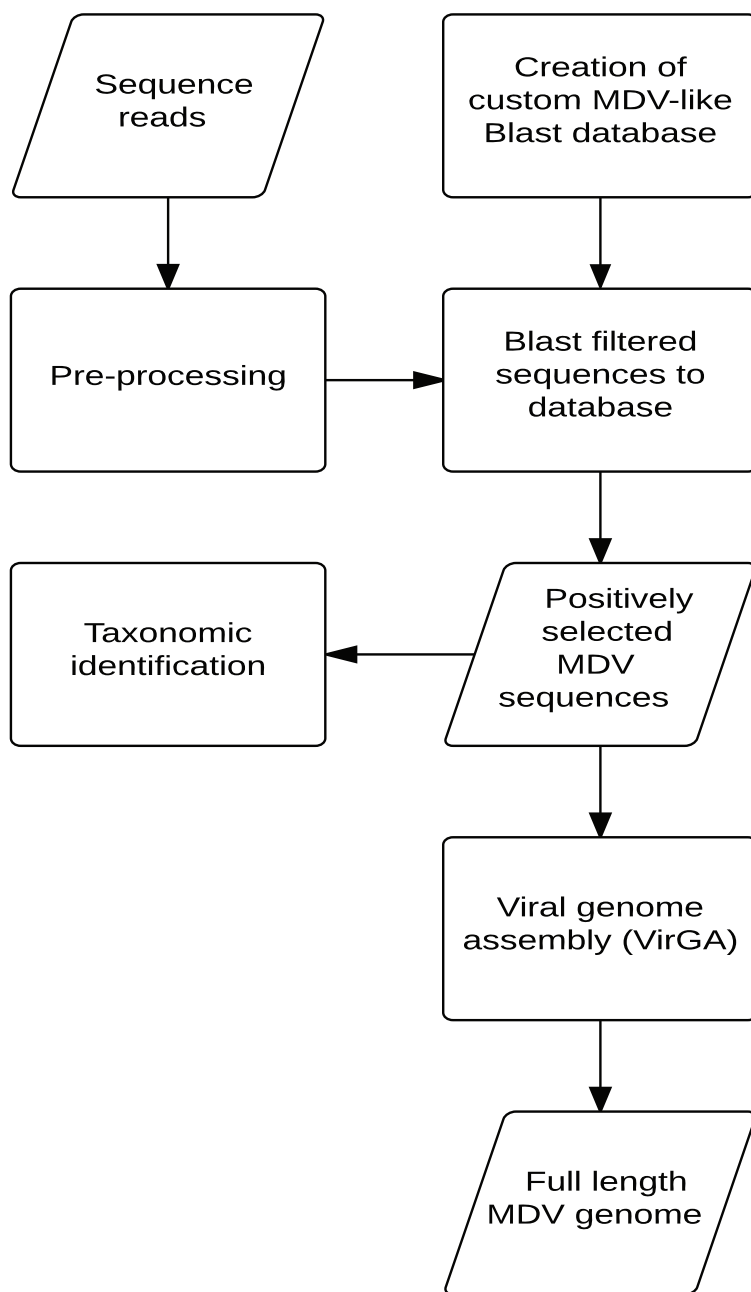 Sequence
reads
Creation of
custom MDV-like
Blast database
Pre-processing
Blast filtered
sequences to
database
Taxonomic
identification
Positively
selected
MDV
sequences
Viral genome
assembly (VirGA)
Full length
MDV genome